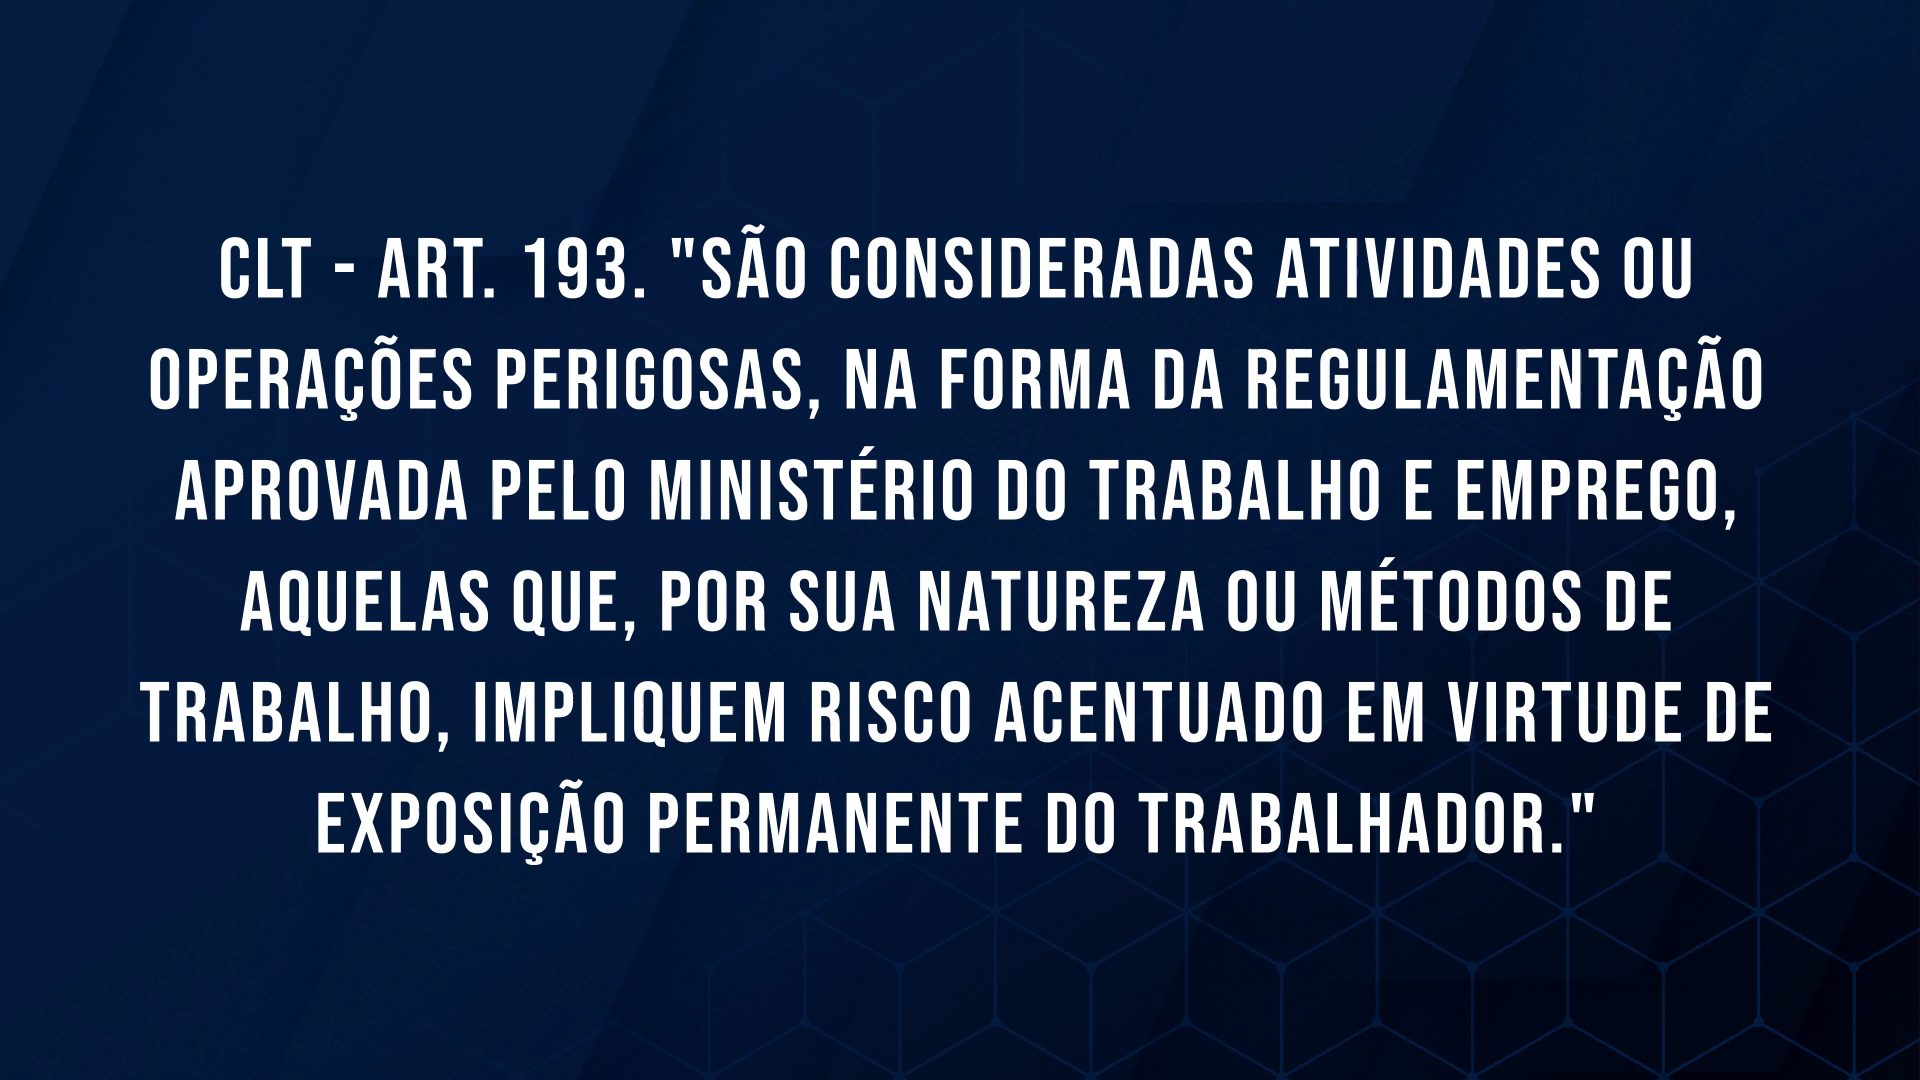 CLT - ART. 193. "SÃO CONSIDERADAS ATIVIDADES OU
OPERAÇÕES PERIGOSAS, NA FORMA DA REGULAMENTAÇÃO
APROVADA PELO MINISTÉRIO DO TRABALHO E EMPREGO,
AQUELAS QUE, POR SUA NATUREZA OU MÉTODOS DE
TRABALHO, IMPLIQUEM RISCO ACENTUADO EM VIRTUDE DE
EXPOSIÇÃO PERMANENTE DO TRABALHADOR."